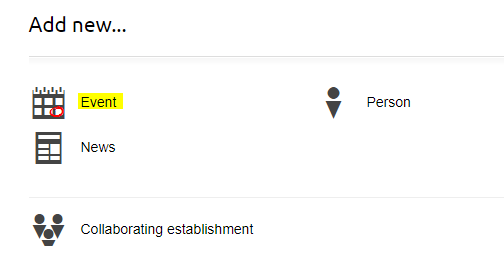 Add new...
Event
Person
News
Collaborating establishment